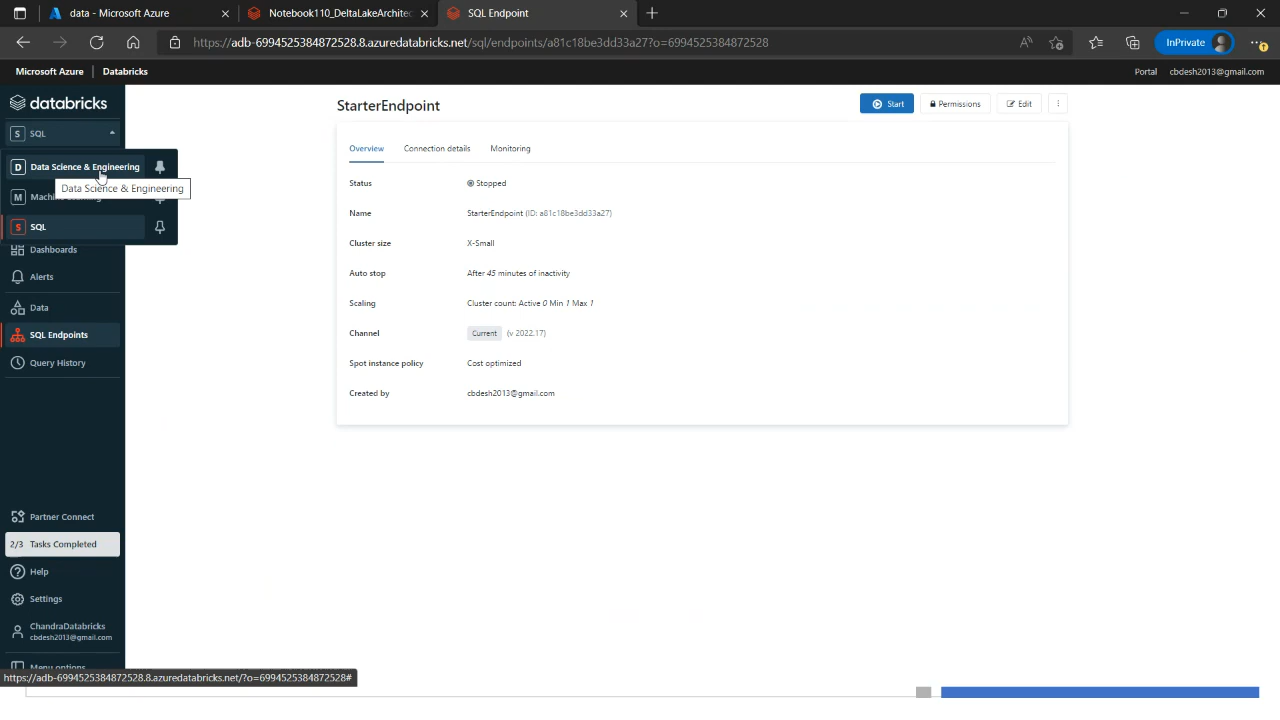 data - Microsoft Azure
Notebook110_DeltaLakeArchitec
SQL Endpoint
https://adb-6994525384872528.8.azuredatabricks.net/sql/endpoints/a81c18be3dd33a27?o=6994525384872528
InPrivate
Microsoft Azure
Databricks
Portal
cbdesh2013@gmail.com
databricks
StarterEndpoint
Start
Permissions
Edit
S SQL
D Data Science & Engineering
Data Science & Engineering
M
S SQL
Dashboards
Alerts
Data
SQL Endpoints
Query History
Overview
Connection details
Monitoring
Status
Stopped
Name
StarterEndpoint (ID: a81c18be3dd33a27)
Cluster size
X-Small
Auto stop
After 45 minutes of inactivity
Scaling
Cluster count: Active 0 Min 1 Max 1
Channel
Current (v 2022.17)
Spot instance policy
Cost optimized
Created by
cbdesh2013@gmail.com
Partner Connect
2/3 Tasks Completed
Help
Settings
ChandraDatabricks
cbdesh2013@gmail.com
Menu options
https://adb-6994525384872528.8.azuredatabricks.net/?o=6994525384872528#